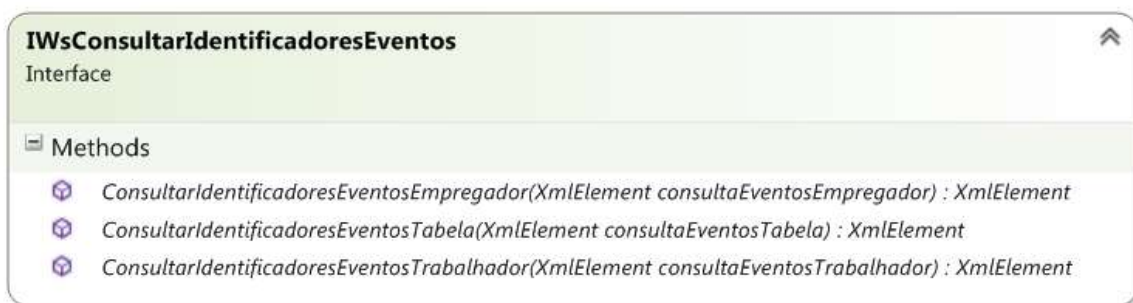 IWsConsultarIdentificadoresEventos
Interface
Methods
ConsultarIdentificadoresEventosEmpregador(XmlElement consultaEventosEmpregador) : XmlElement
ConsultarIdentificadoresEventosTabela(XmlElement consultaEventosTabela) : XmlElement
ConsultarIdentificadoresEventosTrabalhador(XmlElement consultaEventosTrabalhador) : XmlElement